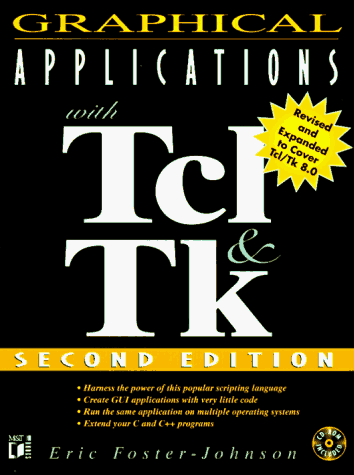 GRAPHICAL
APPLICATIONS
with
Tcl
&
Tk
Revised
and
Expanded
to Cover
Tcl/Tk 8.0
SECOND EDITION
• Harness the power of this popular scripting language
• Create GUI applications with very little code
• Run the same application on multiple operating systems
• Extend your C and C++ programs
M&T
Eric Foster-Johnson
CD-ROM
INCLUDED